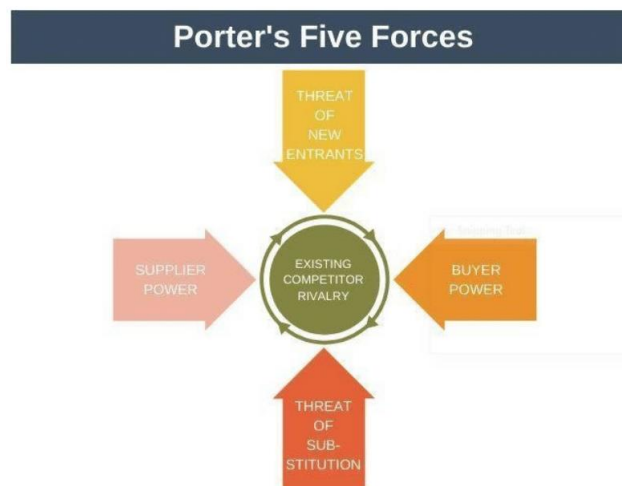 Porter's Five Forces
THREAT
OF
NEW
ENTRANTS
SUPPLIER
POWER
EXISTING
COMPETITOR
RIVALRY
BUYER
POWER
THREAT
OF
SUB-
STITUTION